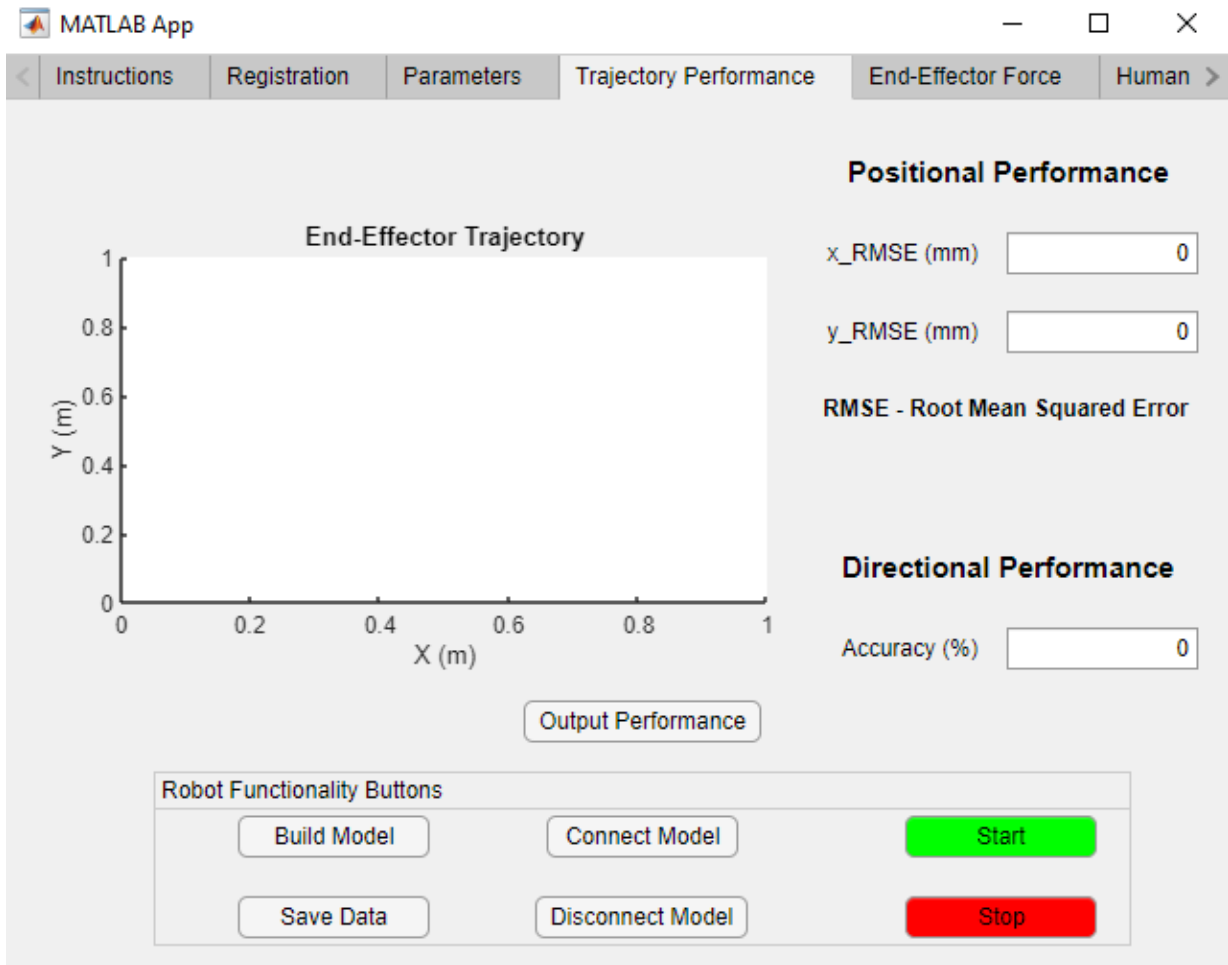 MATLAB App
Instructions Registration Parameters Trajectory Performance End-Effector Force Human
Positional Performance
End-Effector Trajectory
x_RMSE (mm) 0
y_RMSE (mm) 0
RMSE - Root Mean Squared Error
1
0.8
0.6
0.4
0.2
0
Y (m)
0 0.2 0.4 0.6 0.8 1
X (m)
Directional Performance
Accuracy (%) 0
Output Performance
Robot Functionality Buttons
Build Model Connect Model Start
Save Data Disconnect Model Stop